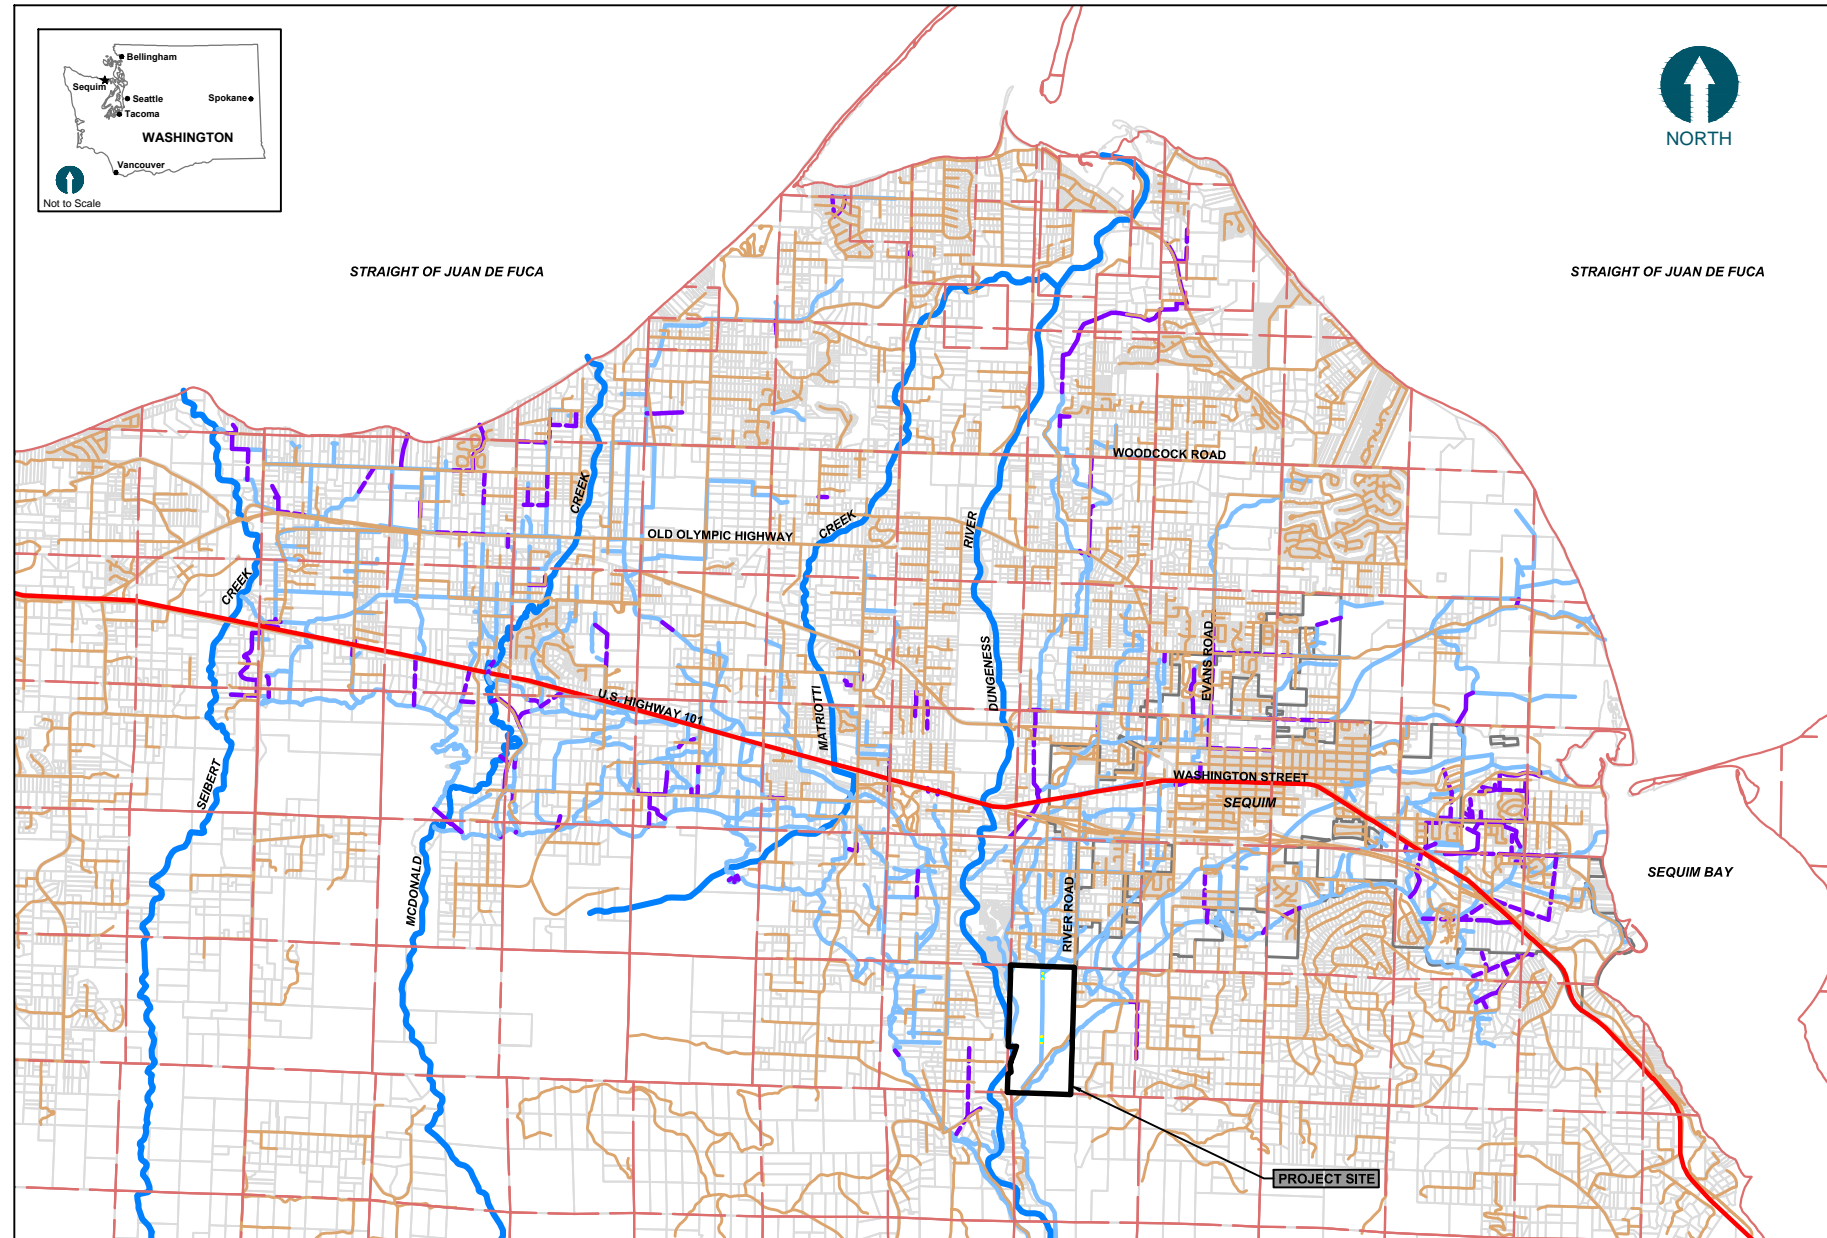 Bellingham
Sequim
Seattle
Spokane
Tacoma
WASHINGTON
Vancouver
Not to Scale
NORTH
STRAIGHT OF JUAN DE FUCA
STRAIGHT OF JUAN DE FUCA
WOODCOCK ROAD
CREEK
OLD OLYMPIC HIGHWAY
CREEK
RIVER
CREEK
EVANS ROAD
DUNGENESS
U.S. HIGHWAY 101
MATRIOTTI
SEIBERT
WASHINGTON STREET
SEQUIM
MCDONALD
SEQUIM BAY
RIVER ROAD
PROJECT SITE